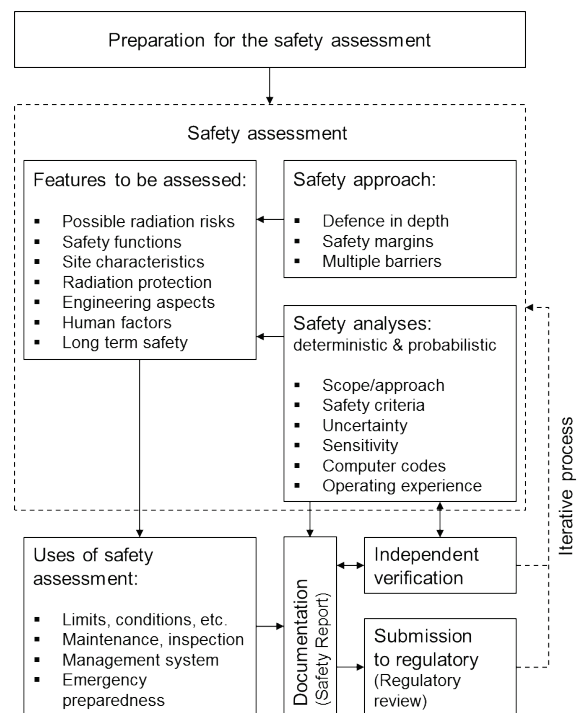 Preparation for the safety assessment
Safety assessment
Features to be assessed:
▪ Possible radiation risks
▪ Safety functions
▪ Site characteristics
▪ Radiation protection
▪ Engineering aspects
▪ Human factors
▪ Long term safety
Safety approach:
▪ Defence in depth
▪ Safety margins
▪ Multiple barriers
Safety analyses:
deterministic & probabilistic
▪ Scope/approach
▪ Safety criteria
▪ Uncertainty
▪ Sensitivity
▪ Computer codes
▪ Operating experience
Iterative process
Uses of safety
assessment:
▪ Limits, conditions, etc.
▪ Maintenance, inspection
▪ Management system
▪ Emergency
preparedness
Documentation
(Safety Report)
Independent
verification
Submission
to regulatory
(Regulatory
review)